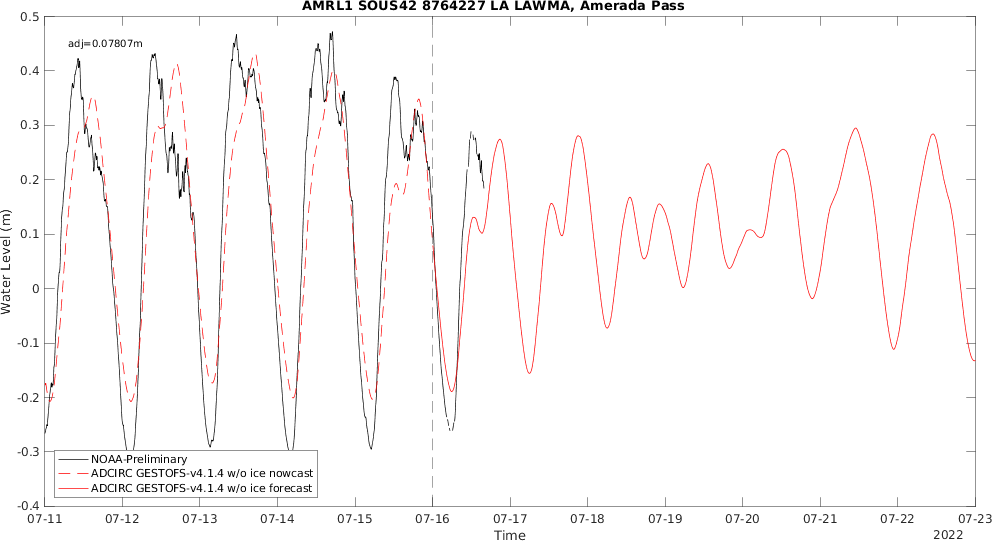 AMRL1 SOUS42 8764227 LA LAWMA, Amerada Pass
adj=0.07807m
0.5
0.4
0.3
0.2
0.1
0
-0.1
-0.2
-0.3
-0.4
Water Level (m)
NOAA-Preliminary
ADCIRC GESTOFS-v4.1.4 w/o ice nowcast
ADCIRC GESTOFS-v4.1.4 w/o ice forecast
07-11 07-12 07-13 07-14 07-15 07-16 07-17 07-18 07-19 07-20 07-21 07-22 07-23
Time
2022